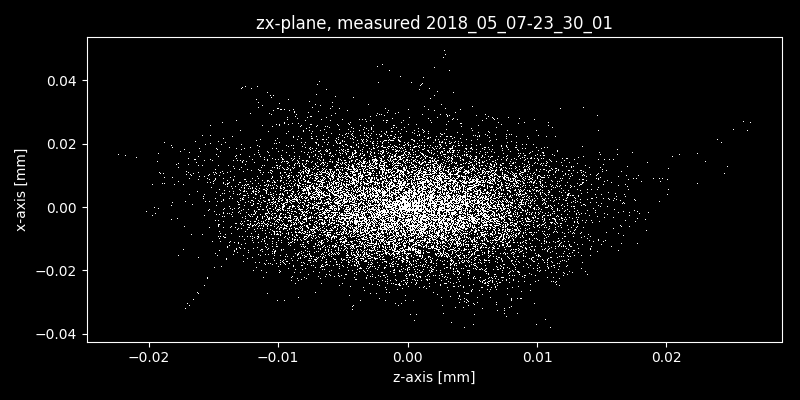 zx-plane, measured 2018_05_07-23_30_01
0.04
0.02
0.00
−0.02
−0.04
x-axis [mm]
−0.02 −0.01 0.00 0.01 0.02
z-axis [mm]